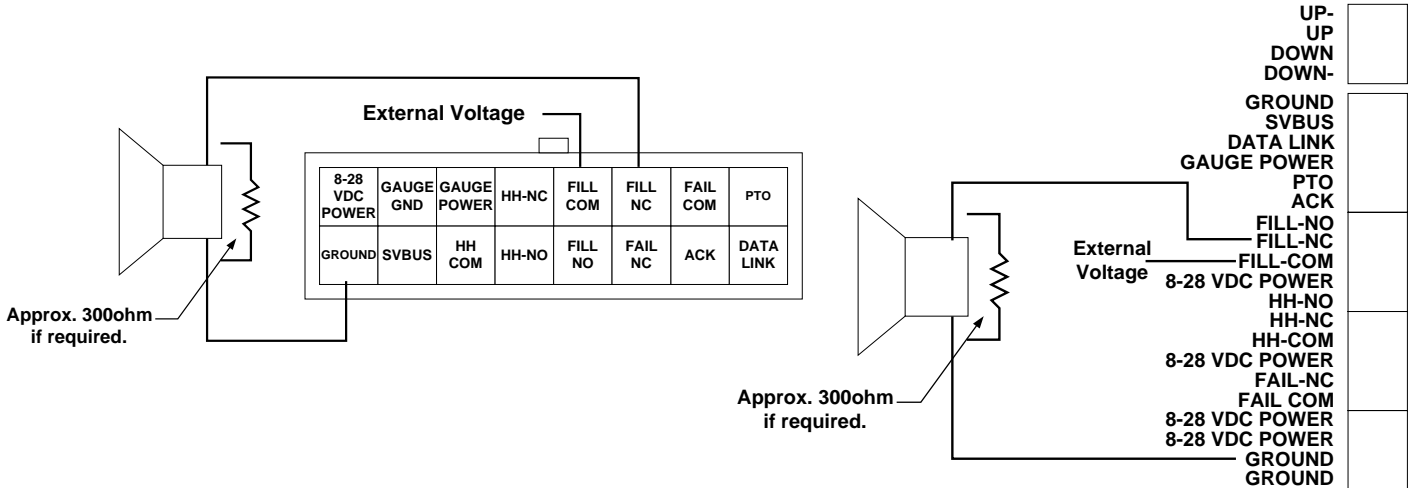 External Voltage
8-28
VDC
POWER
GAUGE
GND
GAUGE
POWER
HH-NC
FILL
COM
FILL
NC
FAIL
COM
PTO
GROUND
SVBUS
HH
COM
HH-NO
FILL
NO
FAIL
NC
ACK
DATA
LINK
Approx. 300ohm
if required.
External
Voltage
Approx. 300ohm
if required.
UP-
UP
DOWN
DOWN-
GROUND
SVBUS
DATA LINK
GAUGE POWER
PTO
ACK
FILL-NO
FILL-NC
FILL-COM
8-28 VDC POWER
HH-NO
HH-NC
HH-COM
8-28 VDC POWER
FAIL-NC
FAIL COM
8-28 VDC POWER
8-28 VDC POWER
GROUND
GROUND